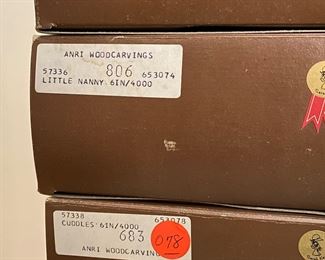 ANRI WOODCARVINGS
57336 806 653074
LITTLE NANNY 6IN/4000
57338 653078
CUDDLES 6IN/4000
683 078
ANRI WOODCARVING